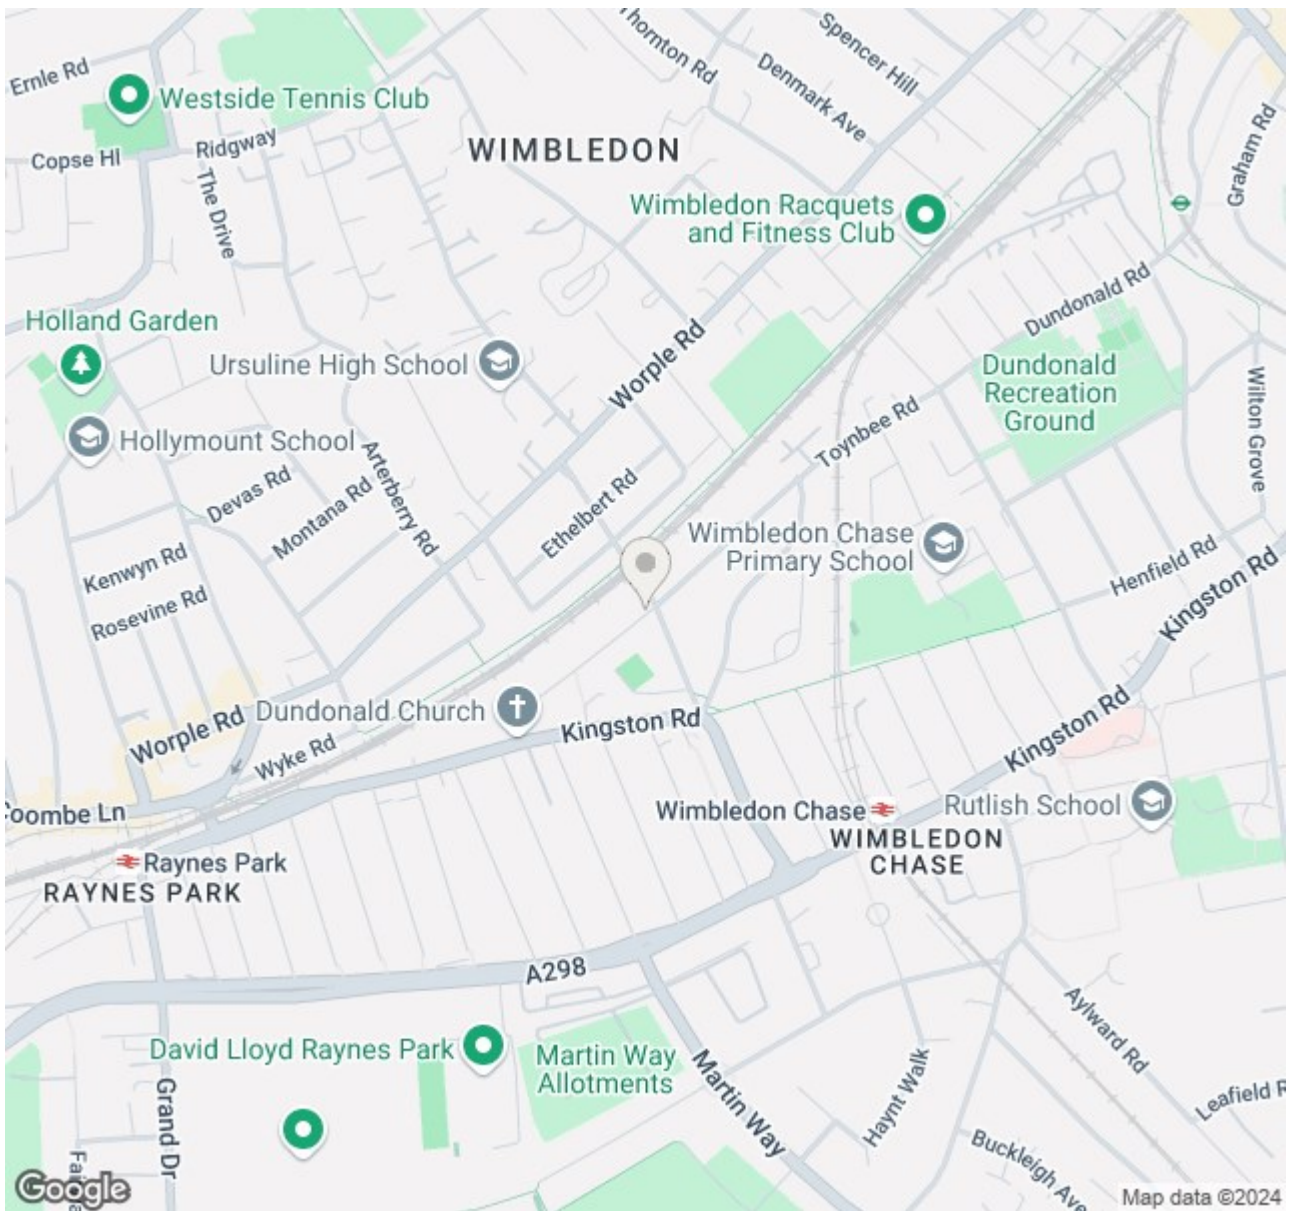 Thornton Rd
Spencer Hill
Ernle Rd
Denmark Ave
Westside Tennis Club
Graham Rd
Ridgway
WIMBLEDON
Copse Hl
The Drive
Wimbledon Racquets
and Fitness Club
Dundonald Rd
Holland Garden
Ursuline High School
Worple Rd
Dundonald
Recreation
Ground
Wilton Grove
Hollymount School
Toynbee Rd
Arterberry Rd
Devas Rd
Montana Rd
Ethelbert Rd
Wimbledon Chase
Primary School
Kenwyn Rd
Henfield Rd
Kingston Rd
Rosevine Rd
Dundonald Church
Kingston Rd
Kingston Rd
Worple Rd
Wyke Rd
Coombe Ln
Wimbledon Chase
Rutlish School
WIMBLEDON
CHASE
Raynes Park
RAYNES PARK
A298
Aylward Rd
David Lloyd Raynes Park
Martin Way
Allotments
Martin Way
Haynt Walk
Grand Dr
Leafield R
Buckleigh Ave
Google
Map data ©2024